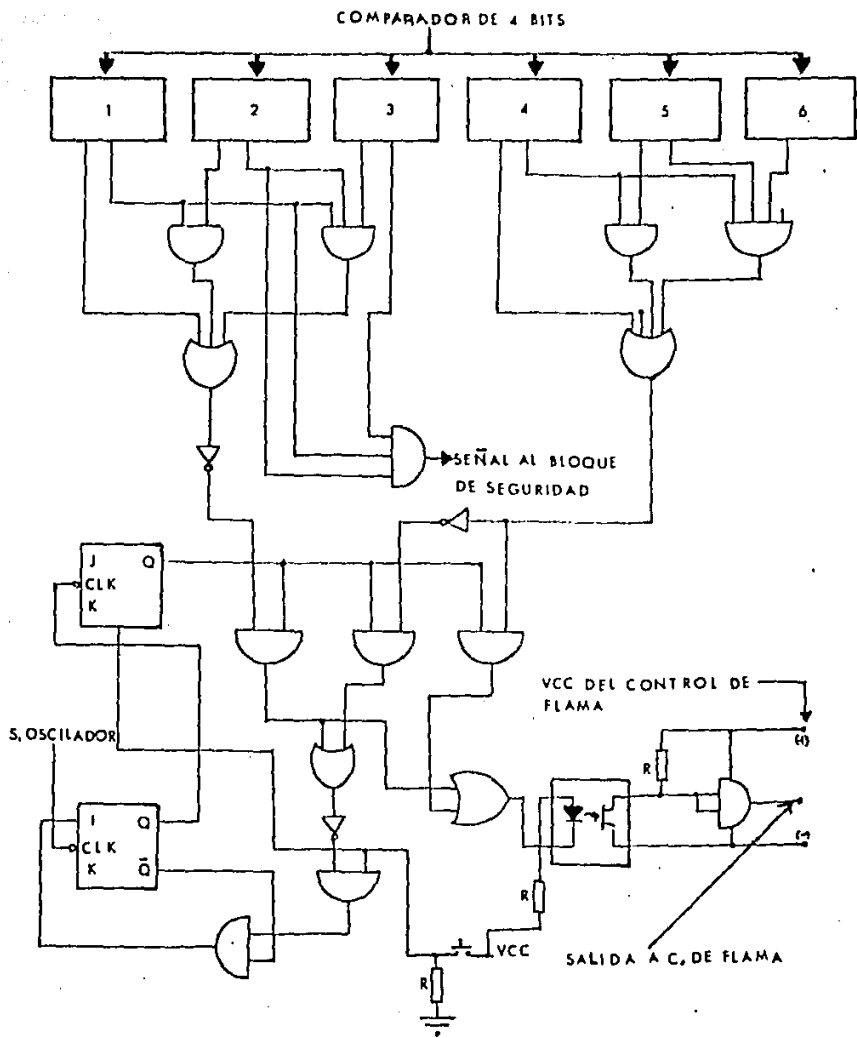 COMPARADOR DE 4 BITS
1 2 3 4 5 6
SEÑAL AL BLOQUE
DE SEGURIDAD
J Q
CLK
K
VCC DEL CONTROL DE
FLAMA
S, OSCILADOR
R
(+)
J Q
CLK
K Q̅
(-)
R
VCC
R
SALIDA A C. DE FLAMA